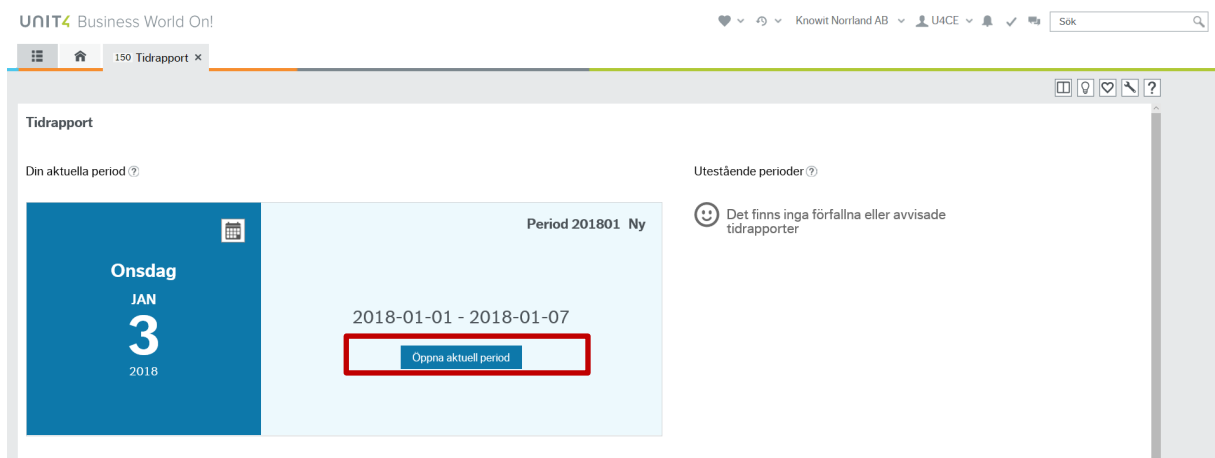 UNIT4 Business World On!
Knowit Norrland AB
U4CE
Sök
150 Tidrapport ×
?
Tidrapport
Din aktuella period ?
Utestående perioder ?
Period 201801 Ny
Det finns inga förfallna eller avvisade
tidrapporter
Onsdag
JAN
3
2018
2018-01-01 - 2018-01-07
Öppna aktuell period